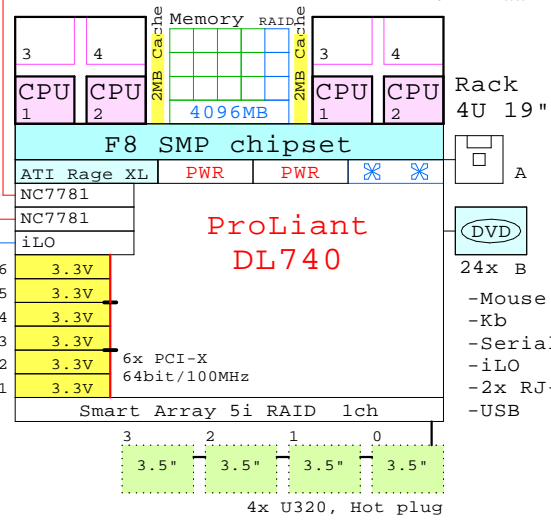 Memory RAID
2MB Cache
2MB Cache
3 4
3 4
CPU CPU
1 2
CPU CPU
1 2
4096MB
Rack
4U 19"
F8 SMP chipset
ATI Rage XL PWR PWR
A
NC7781
NC7781
iLO
ProLiant
DL740
DVD
24x B
6 3.3V
5 3.3V
4 3.3V
3 3.3V
2 3.3V
1 3.3V
6x PCI-X
64bit/100MHz
-Mouse
-Kb
-Serial
-iLO
-2x RJ-
-USB
Smart Array 5i RAID 1ch
3 2 1 0
3.5" 3.5" 3.5" 3.5"
4x U320, Hot plug